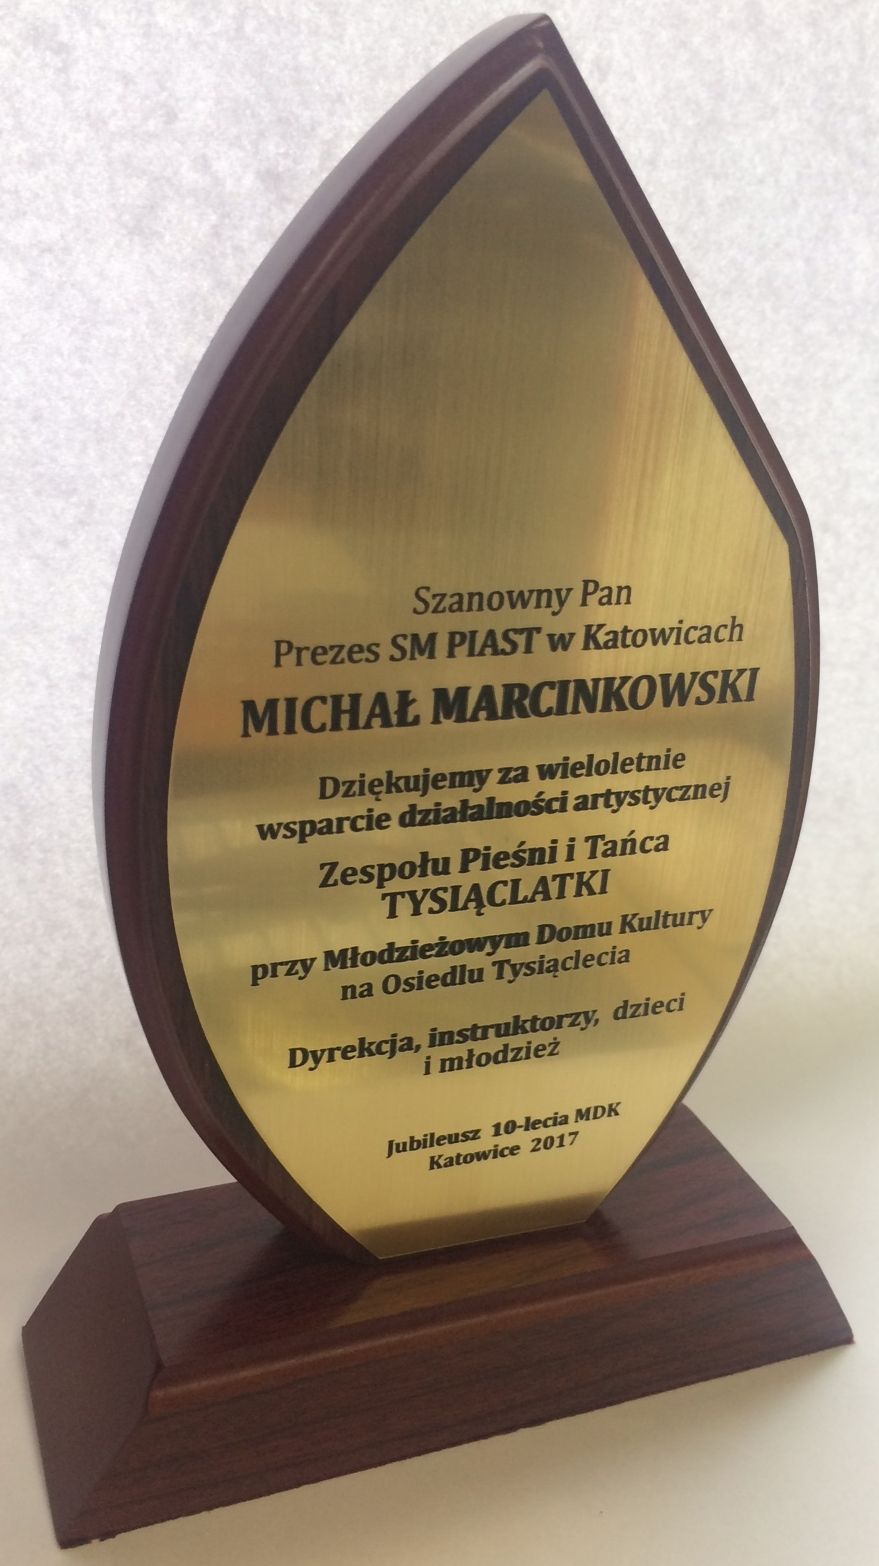 Szanowny Pan
Prezes SM PIAST w Katowicach
MICHAŁ MARCINKOWSKI
Dziękujemy za wieloletnie
wsparcie działalności artystycznej
Zespołu Pieśni i Tańca
TYSIĄCLATKI
przy Młodzieżowym Domu Kultury
na Osiedlu Tysiąclecia
Dyrekcja, instruktorzy, dzieci
i młodzież
Jubileusz 10-lecia MDK
Katowice 2017